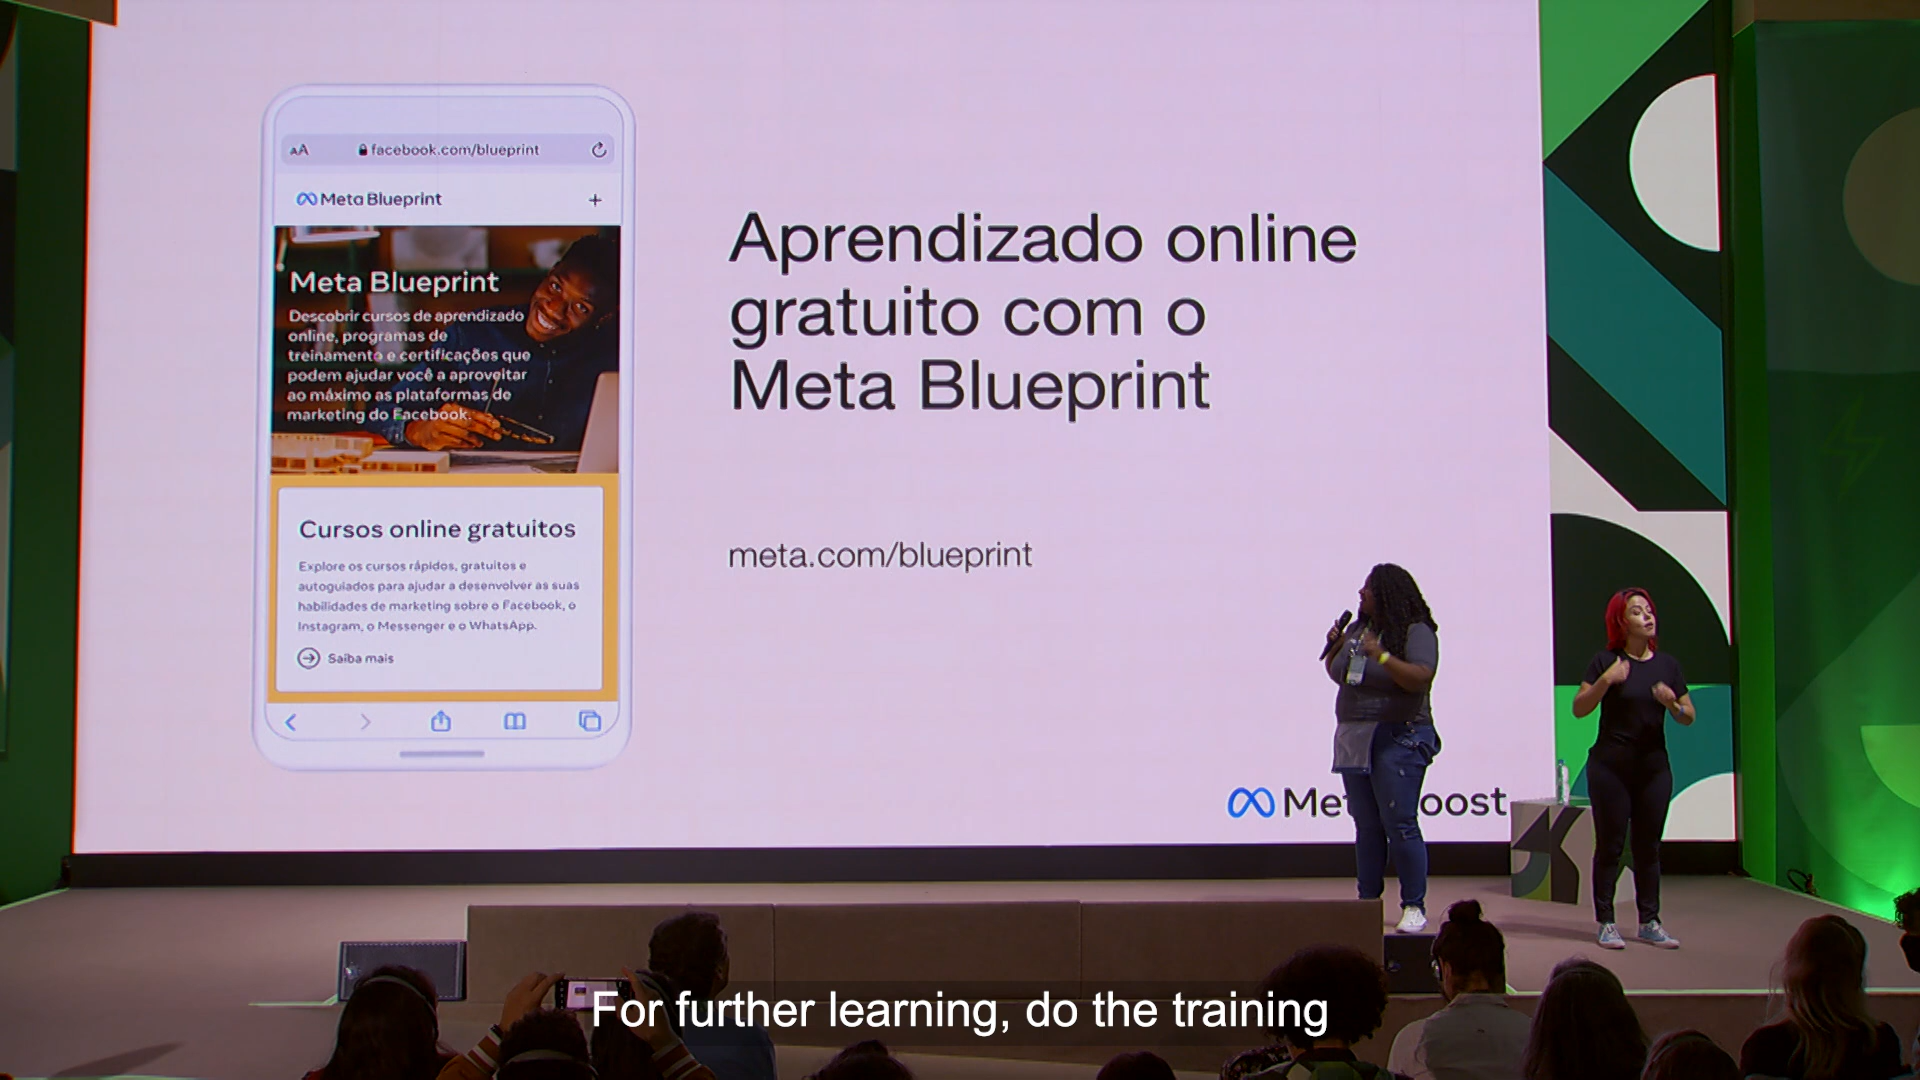 AA
facebook.com/blueprint
Meta Blueprint
+
Meta Blueprint
Descobrir cursos de aprendizado
online, programas de
treinamento e certificações que
podem ajudar você a aproveitar
ao máximo as plataformas de
marketing do Facebook.
Cursos online gratuitos
Explore os cursos rápidos, gratuitos e
autoguiados para ajudar a desenvolver as suas
habilidades de marketing sobre o Facebook, o
Instagram, o Messenger e o WhatsApp.
Saiba mais
Aprendizado online
gratuito com o
Meta Blueprint
meta.com/blueprint
For further learning, do the training